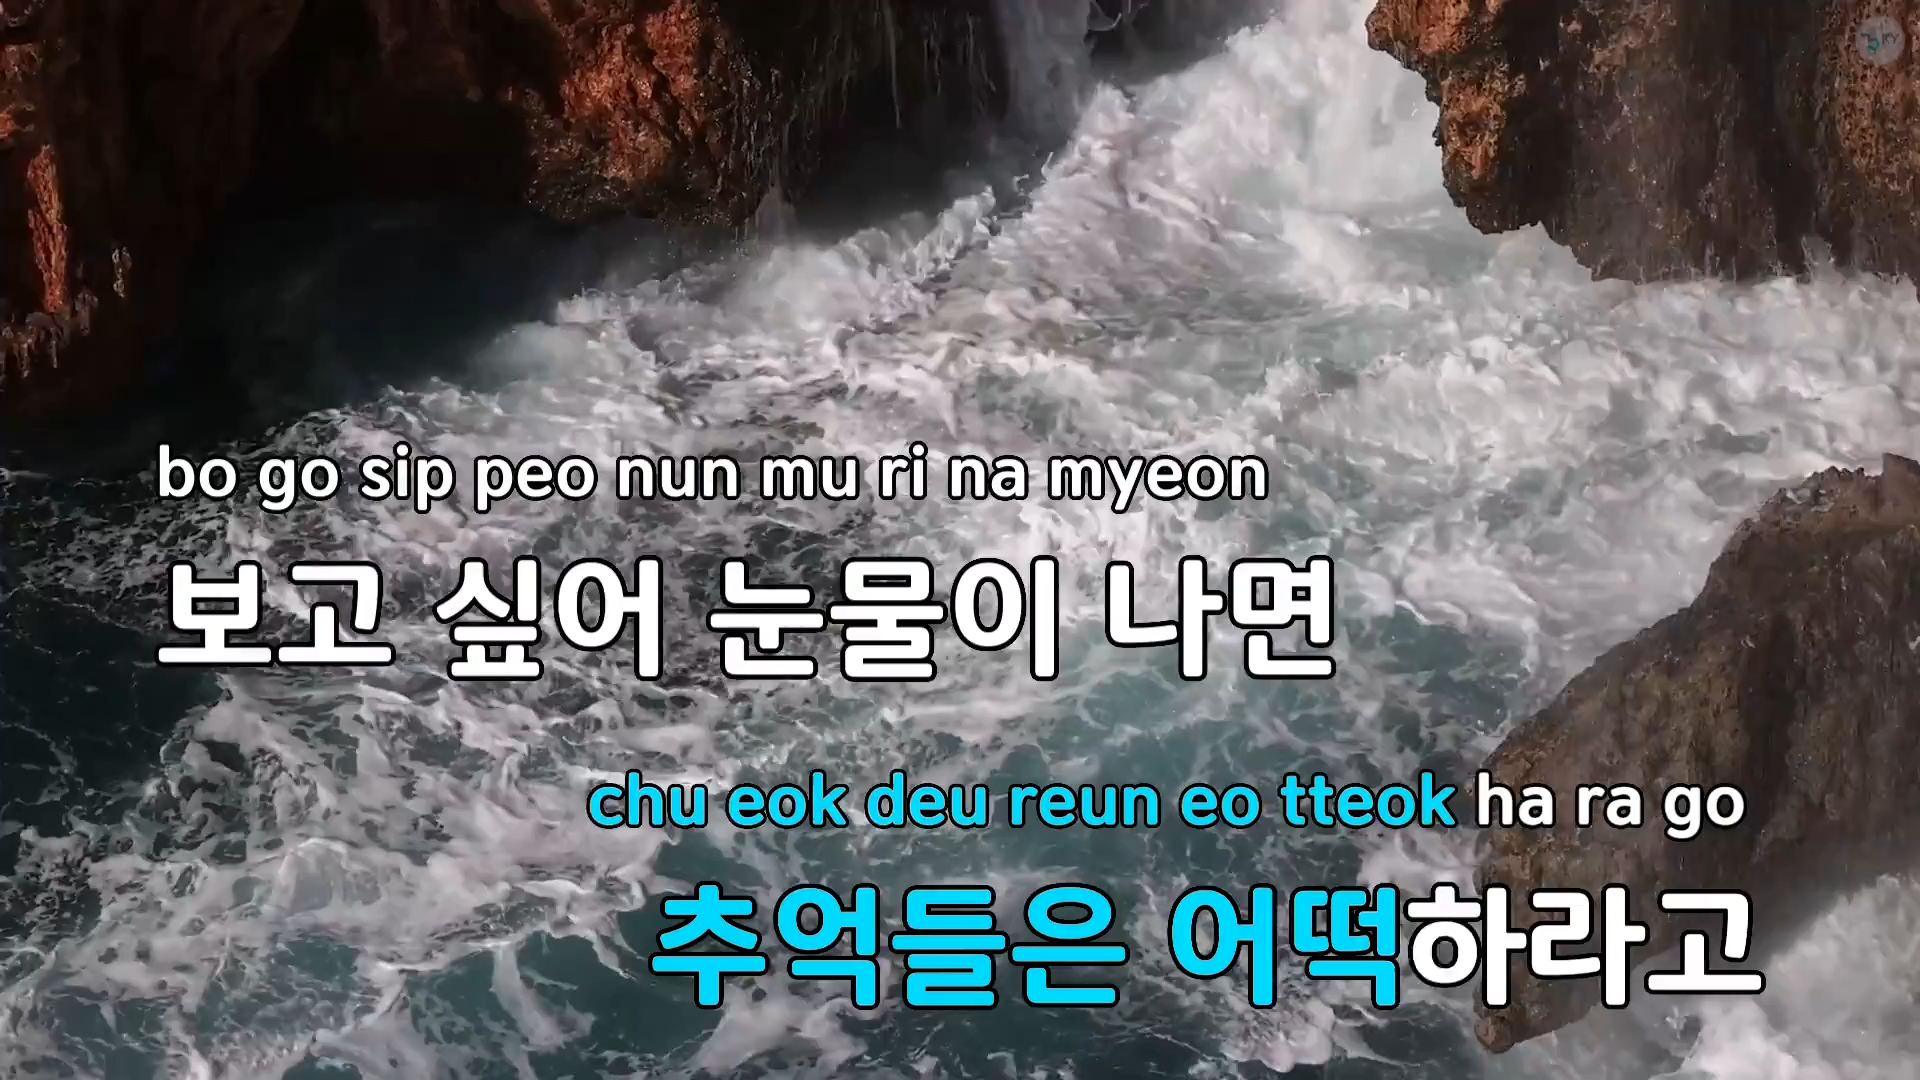 KY
bo go sip peo nun mu ri na myeon
보고 싶어 눈물이 나면
chu eok deu reun eo tteok ha ra go
추억들은 어떡하라고